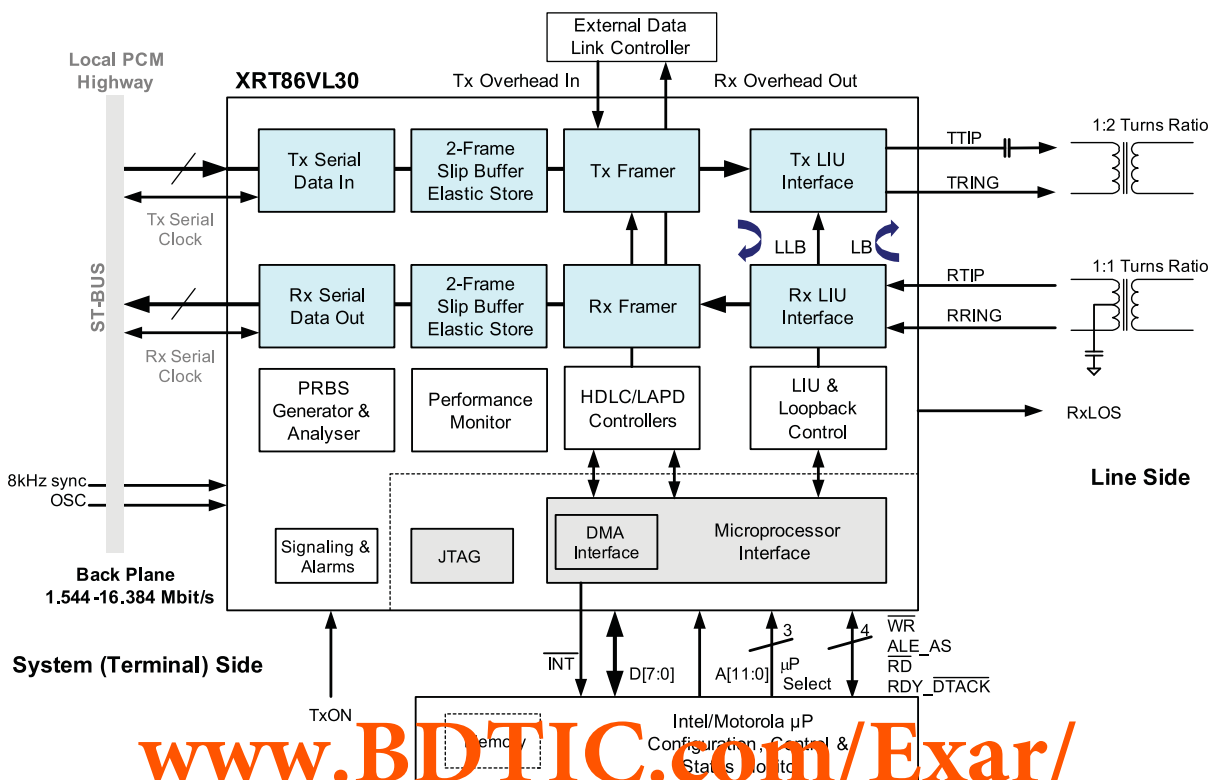 External Data
Link Controller
Local PCM
Highway
XRT86VL30
Tx Overhead In
Rx Overhead Out
Tx Serial
Data In
2-Frame
Slip Buffer
Elastic Store
Tx Framer
Tx LIU
Interface
TTIP
TRING
1:2 Turns Ratio
Tx Serial
Clock
LLB
LB
ST-BUS
Rx Serial
Data Out
2-Frame
Slip Buffer
Elastic Store
Rx Framer
Rx LIU
Interface
RTIP
RRING
1:1 Turns Ratio
Rx Serial
Clock
PRBS
Generator &
Analyser
Performance
Monitor
HDLC/LAPD
Controllers
LIU &
Loopback
Control
RxLOS
8kHz sync
OSC
Line Side
Signaling &
Alarms
JTAG
DMA
Interface
Microprocessor
Interface
Back Plane
1.544-16.384 Mbit/s
System (Terminal) Side
TxON
INT
D[7:0]
A[11:0]
3
µP
Select
4
WR
ALE_AS
RD
RDY_DTACK
Memory
Intel/Motorola µP
Configuration, Control &
Status Monitor
www.BDTIC.com/Exar/